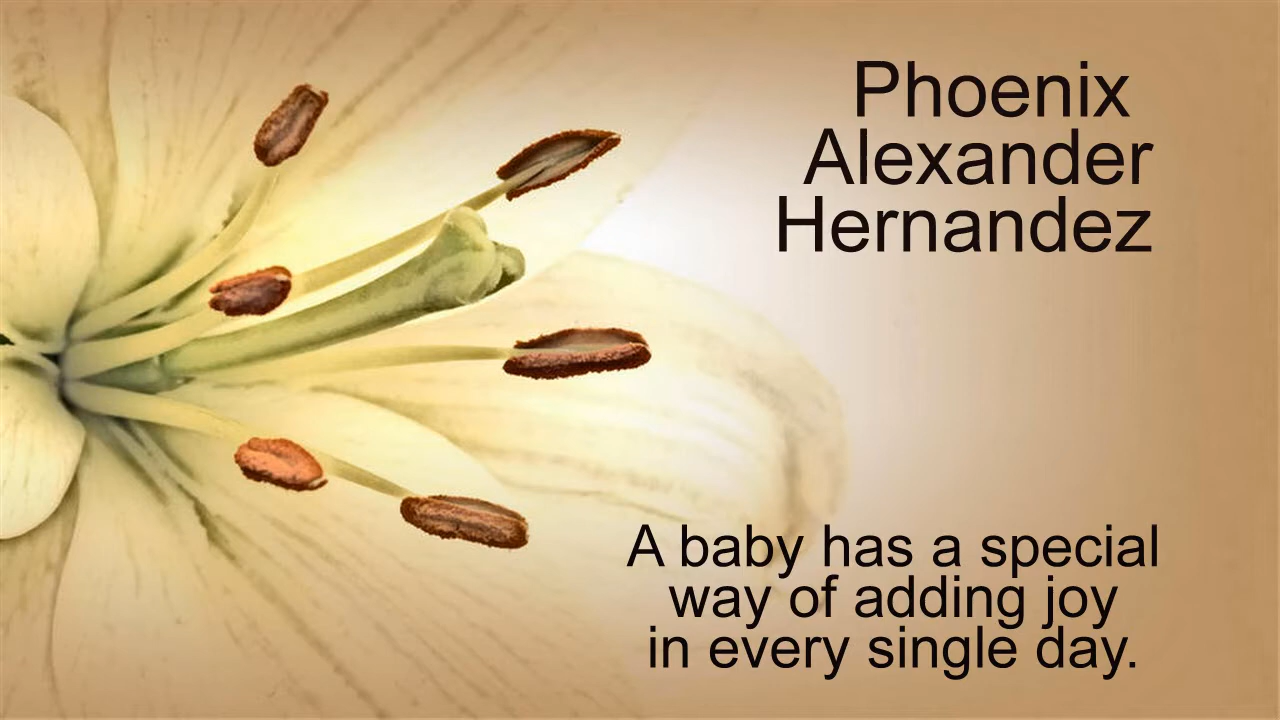 Phoenix
Alexander
Hernandez
A baby has a special
way of adding joy
in every single day.